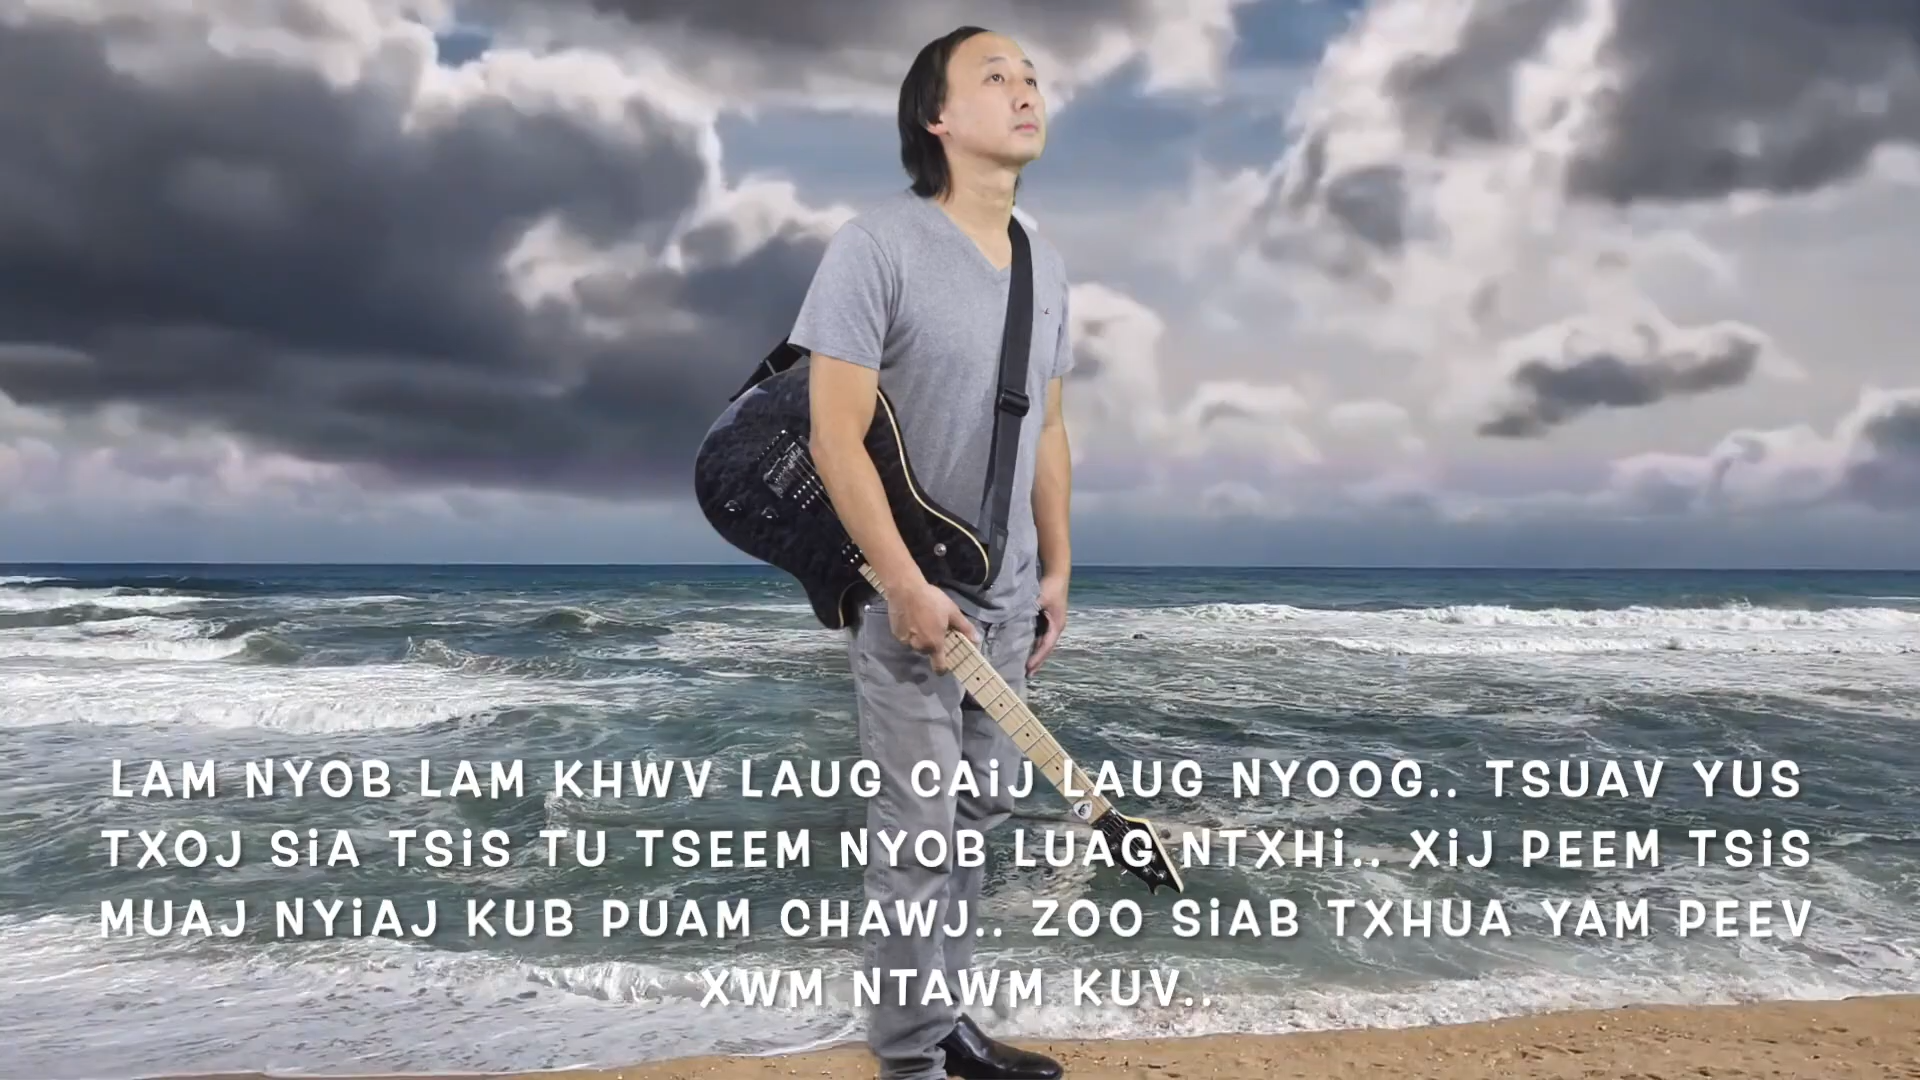 LAM NYOB LAM KHWV LAUG CAiJ LAUG NYOOG.. TSUAV YUS
TXOJ SiA TSiS TU TSEEM NYOB LUAG NTXHi.. XiJ PEEM TSiS
MUAJ NYiAJ KUB PUAM CHAWJ.. ZOO SiAB TXHUA YAM PEEV
XWM NTAWM KUV..